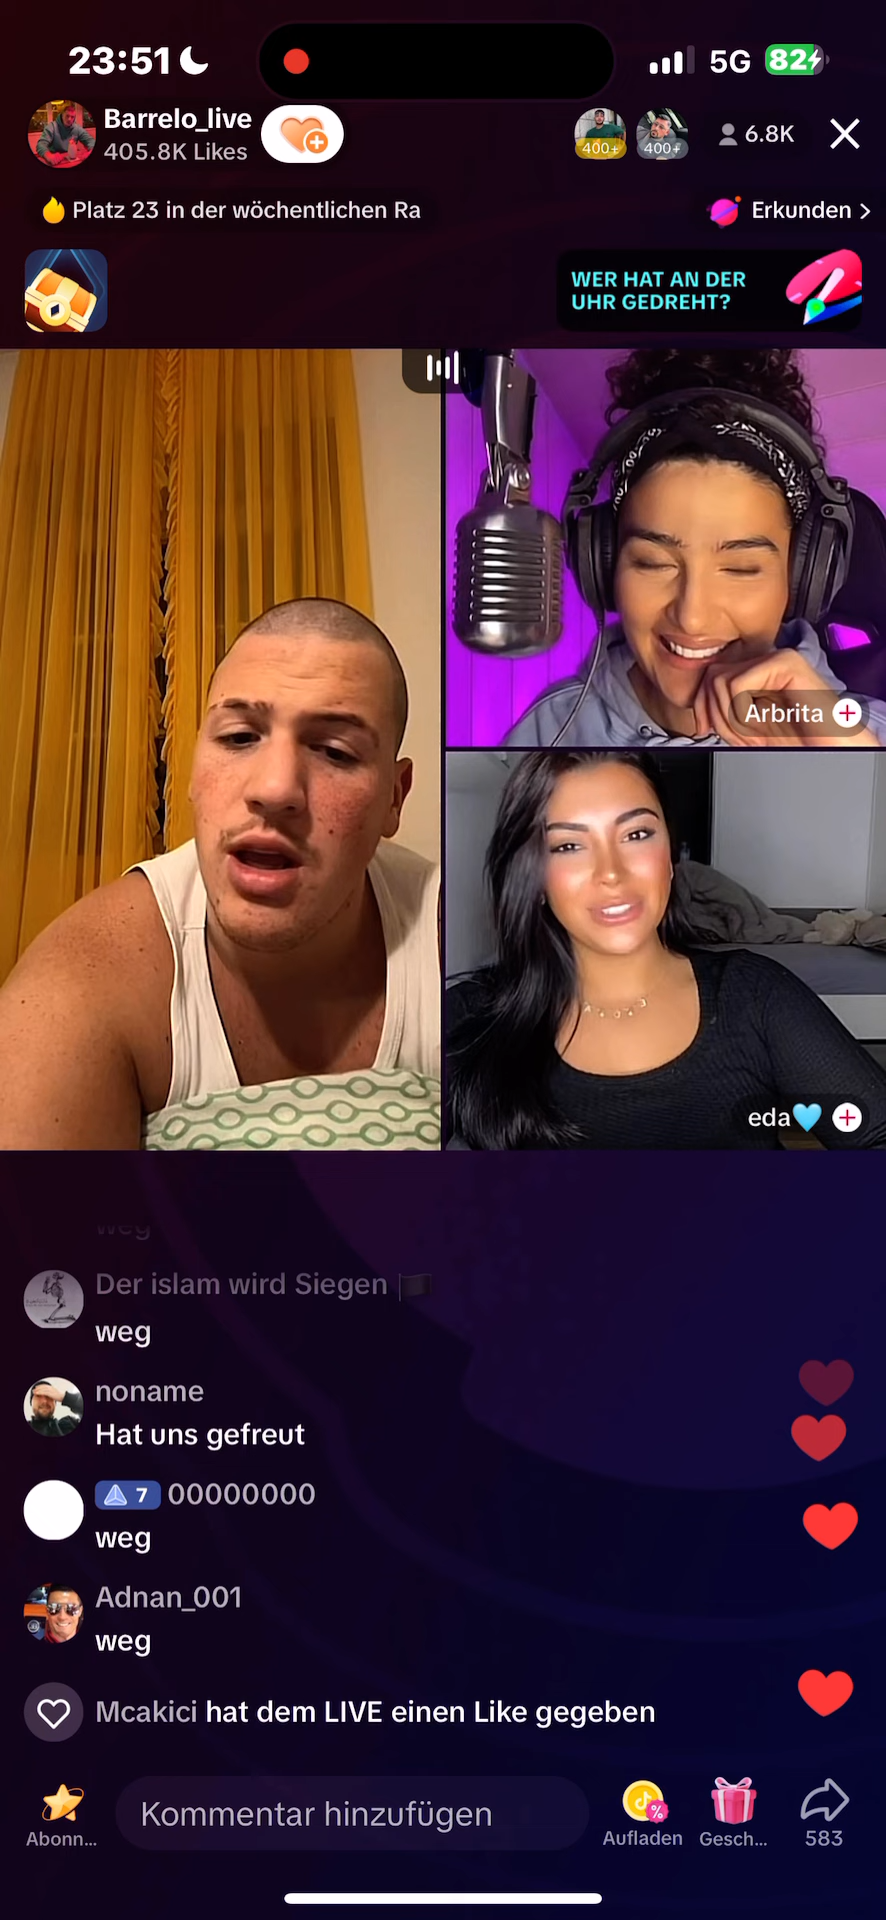 23:51
5G
82
Barrelo_live
405.8K Likes
400+
400+
6.8K
Platz 23 in der wöchentlichen Ra
Erkunden >
WER HAT AN DER
UHR GEDREHT?
Arbrita
eda🩵
weg
Der islam wird Siegen 🏴
weg
noname
Hat uns gefreut
7 00000000
weg
Adnan_001
weg
Mcakici hat dem LIVE einen Like gegeben
Kommentar hinzufügen
Abonn...
Aufladen
Gesch...
583